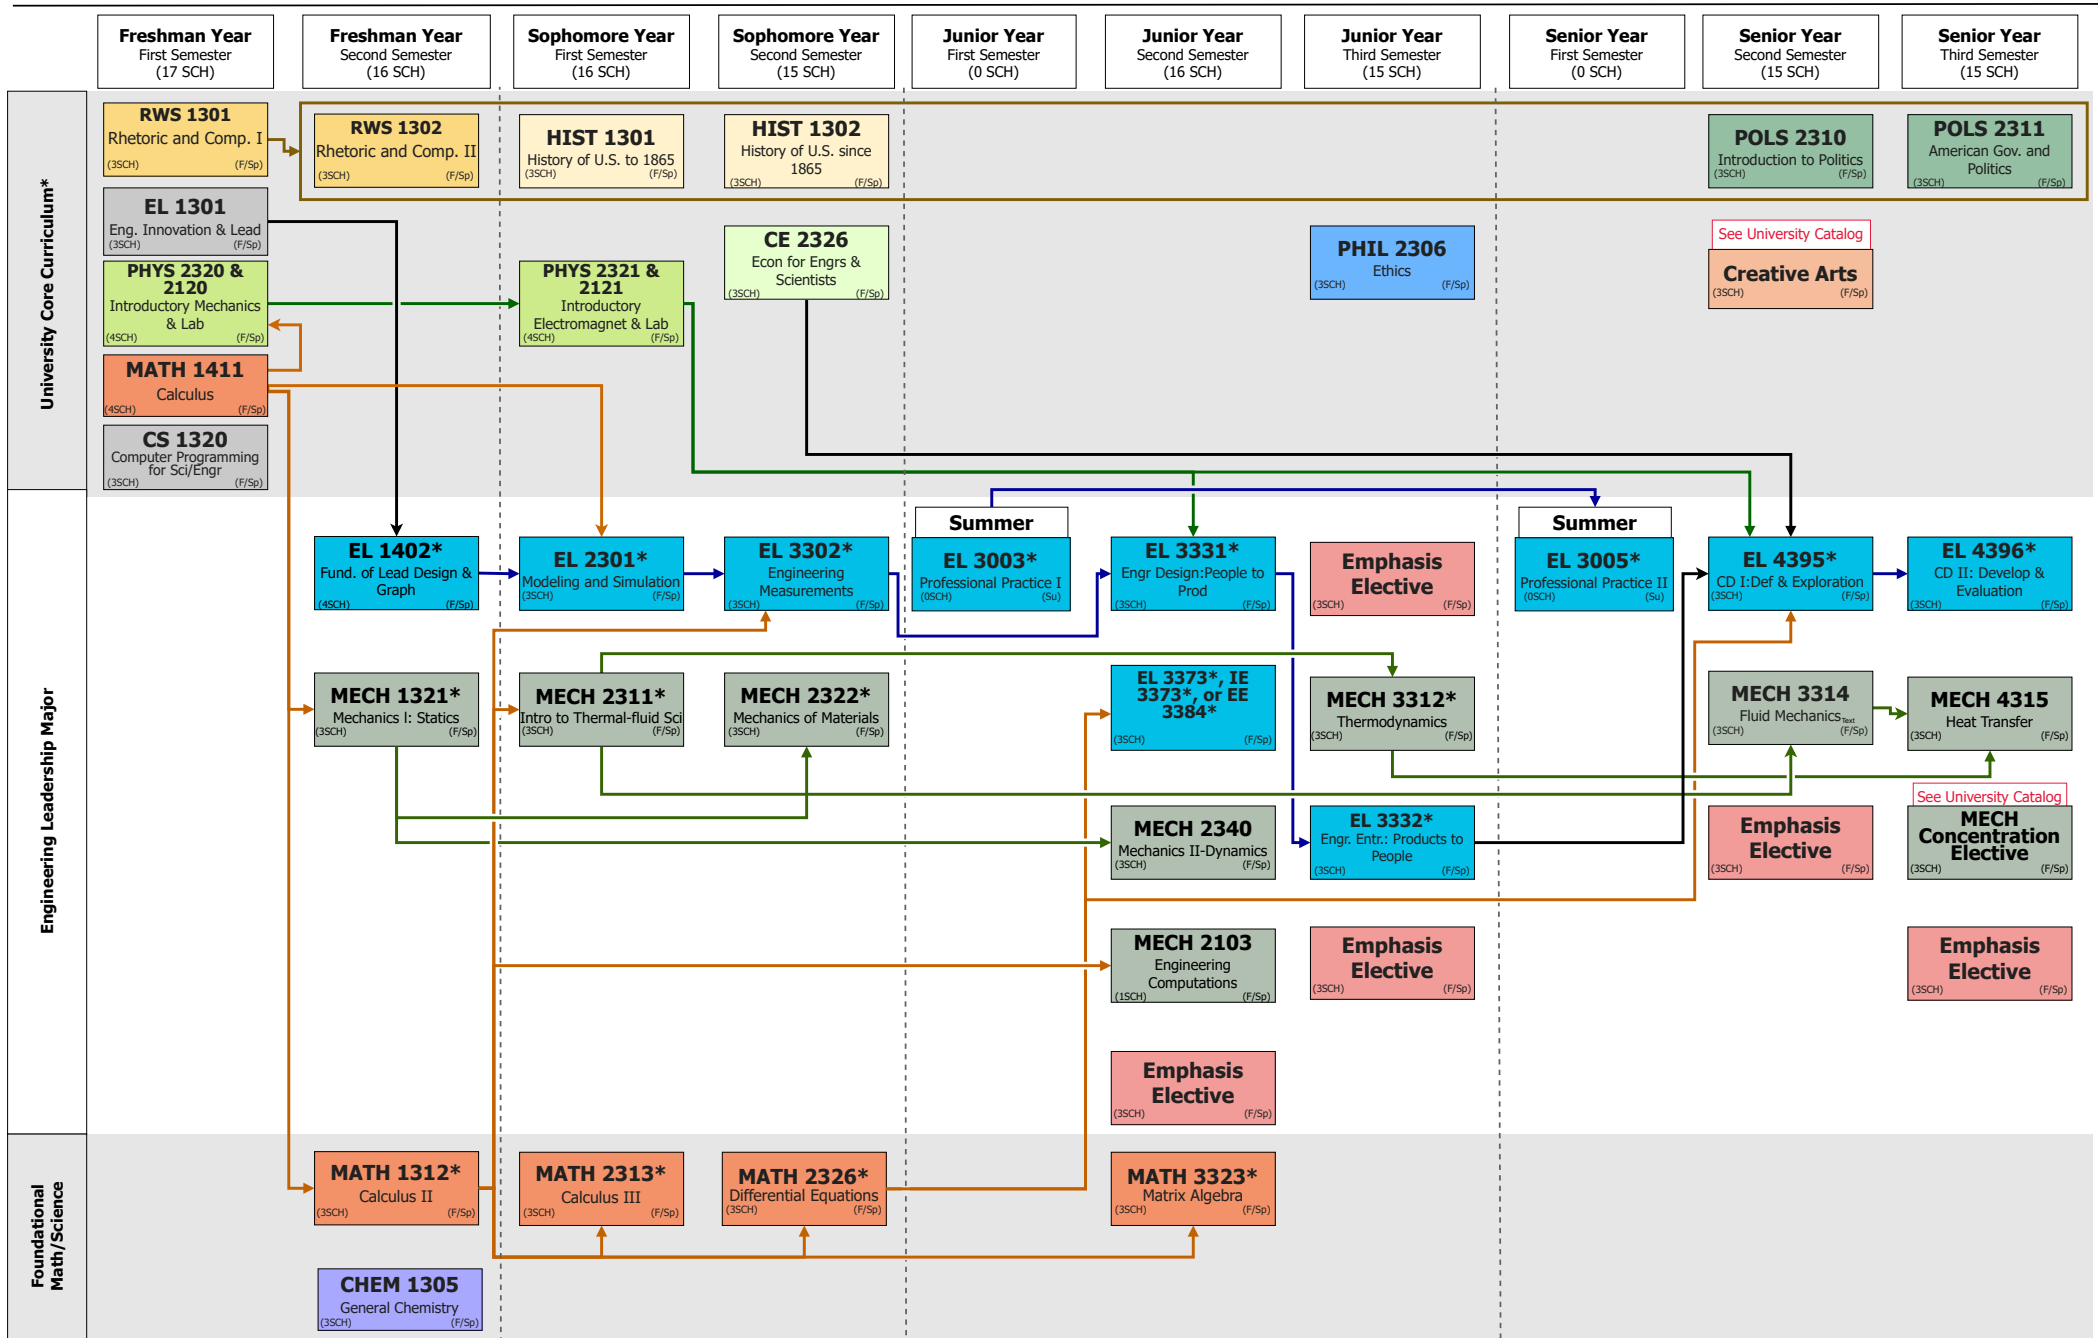 Freshman Year
First Semester
(17 SCH)
Freshman Year
Second Semester
(16 SCH)
Sophomore Year
First Semester
(16 SCH)
Sophomore Year
Second Semester
(15 SCH)
Junior Year
First Semester
(0 SCH)
Junior Year
Second Semester
(16 SCH)
Junior Year
Third Semester
(15 SCH)
Senior Year
First Semester
(0 SCH)
Senior Year
Second Semester
(15 SCH)
Senior Year
Third Semester
(15 SCH)
University Core Curriculum*
RWS 1301
Rhetoric and Comp. I
(3SCH) (F/Sp)
RWS 1302
Rhetoric and Comp. II
(3SCH) (F/Sp)
HIST 1301
History of U.S. to 1865
(3SCH) (F/Sp)
HIST 1302
History of U.S. since
1865
(3SCH) (F/Sp)
POLS 2310
Introduction to Politics
(3SCH) (F/Sp)
POLS 2311
American Gov. and
Politics
(3SCH) (F/Sp)
EL 1301
Eng. Innovation & Lead
(3SCH) (F/Sp)
CE 2326
Econ for Engrs &
Scientists
(3SCH) (F/Sp)
PHIL 2306
Ethics
(3SCH) (F/Sp)
See University Catalog
Creative Arts
(3SCH) (F/Sp)
PHYS 2320 &
2120
Introductory Mechanics
& Lab
(4SCH) (F/Sp)
PHYS 2321 &
2121
Introductory
Electromagnet & Lab
(4SCH) (F/Sp)
MATH 1411
Calculus
(4SCH) (F/Sp)
CS 1320
Computer Programming
for Sci/Engr
(3SCH) (F/Sp)
Engineering Leadership Major
EL 1402*
Fund. of Lead Design &
Graph
(4SCH) (F/Sp)
EL 2301*
Modeling and Simulation
(3SCH) (F/Sp)
EL 3302*
Engineering
Measurements
(3SCH) (F/Sp)
Summer
EL 3003*
Professional Practice I
(0SCH) (Su)
EL 3331*
Engr Design:People to
Prod
(3SCH) (F/Sp)
Emphasis
Elective
(3SCH) (F/Sp)
Summer
EL 3005*
Professional Practice II
(0SCH) (Su)
EL 4395*
CD I:Def & Exploration
(3SCH) (F/Sp)
EL 4396*
CD II: Develop &
Evaluation
(3SCH) (F/Sp)
MECH 1321*
Mechanics I: Statics
(3SCH) (F/Sp)
MECH 2311*
Intro to Thermal-fluid Sci
(3SCH) (F/Sp)
MECH 2322*
Mechanics of Materials
(3SCH) (F/Sp)
EL 3373*, IE
3373*, or EE
3384*
(3SCH) (F/Sp)
MECH 3312*
Thermodynamics
(3SCH) (F/Sp)
MECH 3314
Fluid Mechanics Text
(3SCH) (F/Sp)
MECH 4315
Heat Transfer
(3SCH) (F/Sp)
MECH 2340
Mechanics II-Dynamics
(3SCH) (F/Sp)
EL 3332*
Engr. Entr.: Products to
People
(3SCH) (F/Sp)
Emphasis
Elective
(3SCH) (F/Sp)
See University Catalog
MECH
Concentration
Elective
(3SCH) (F/Sp)
MECH 2103
Engineering
Computations
(1SCH) (F/Sp)
Emphasis
Elective
(3SCH) (F/Sp)
Emphasis
Elective
(3SCH) (F/Sp)
Emphasis
Elective
(3SCH) (F/Sp)
Foundational
Math/Science
MATH 1312*
Calculus II
(3SCH) (F/Sp)
MATH 2313*
Calculus III
(3SCH) (F/Sp)
MATH 2326*
Differential Equations
(3SCH) (F/Sp)
MATH 3323*
Matrix Algebra
(3SCH) (F/Sp)
CHEM 1305
General Chemistry
(3SCH) (F/Sp)